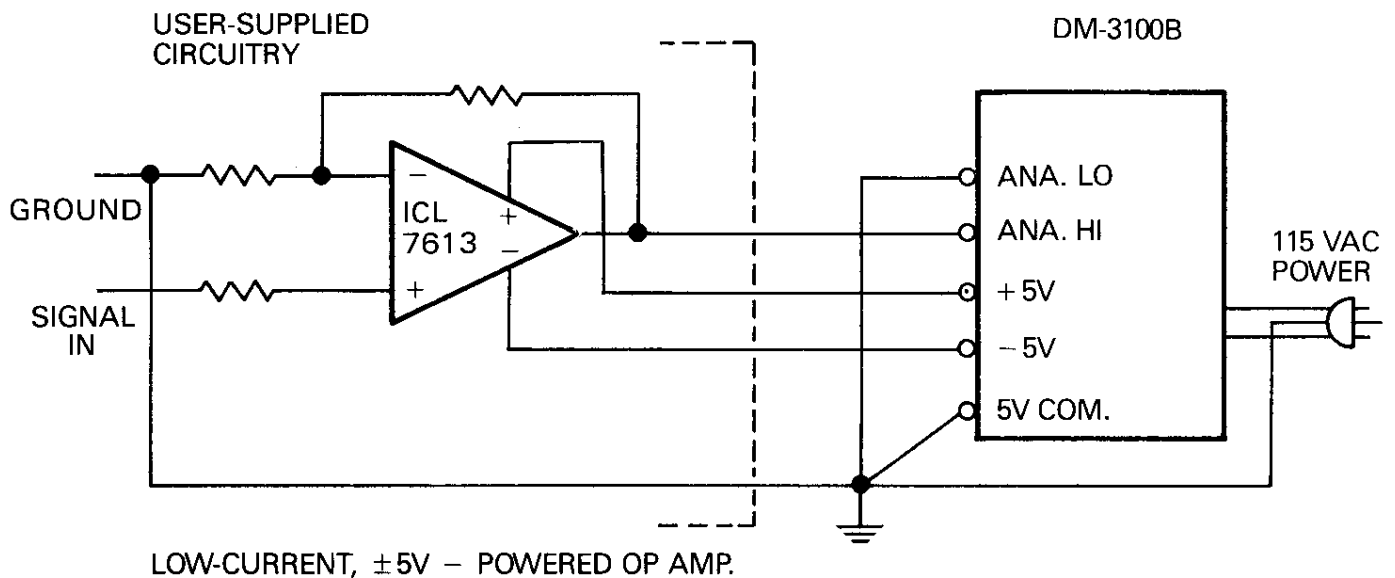 USER-SUPPLIED
CIRCUITRY
DM-3100B
GROUND
SIGNAL
IN
−
ICL
7613
+
−
+
ANA. LO
ANA. HI
+5V
−5V
5V COM.
115 VAC
POWER
LOW-CURRENT, ±5V − POWERED OP AMP.